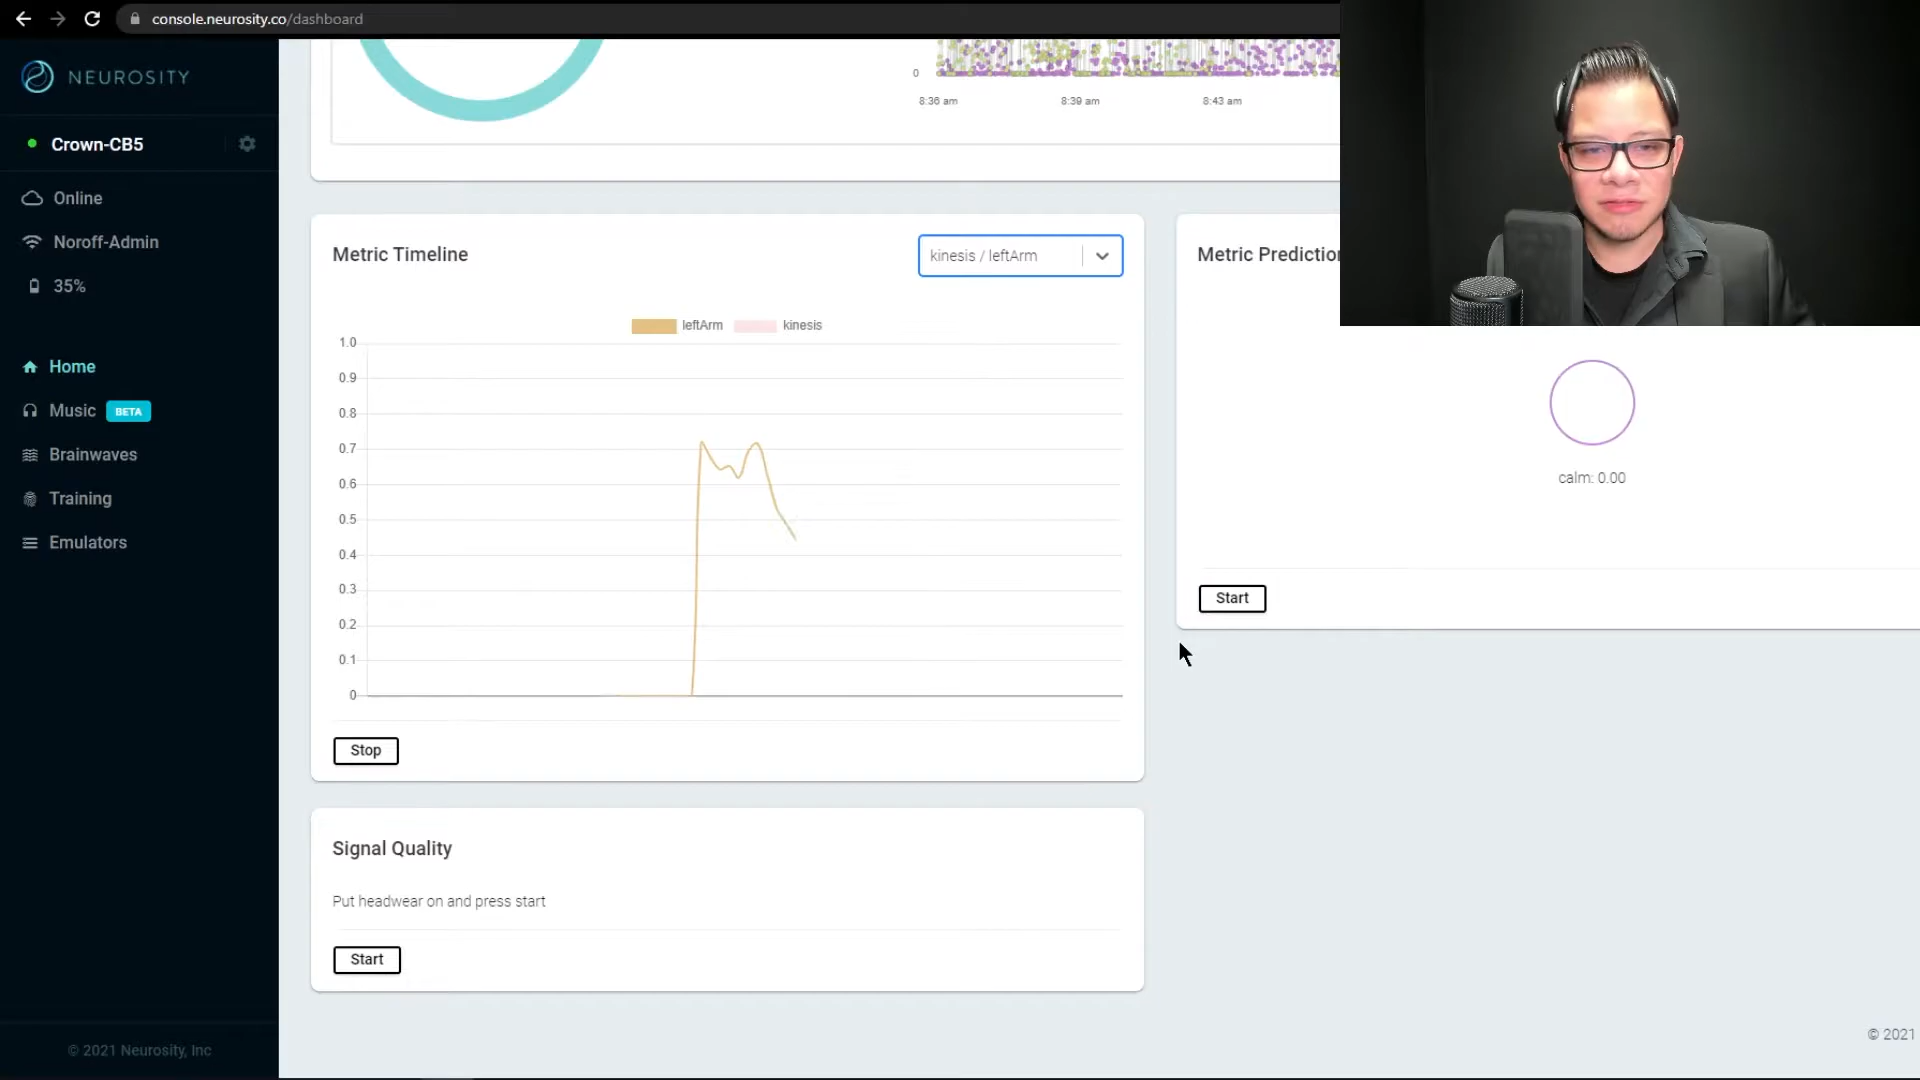 console.neurosity.co/dashboard
NEUROSITY
Crown-CB5
Online
Noroff-Admin
35%
Home
Music BETA
Brainwaves
Training
Emulators
© 2021 Neurosity, Inc
0
8:36 am 8:39 am 8:43 am
Metric Timeline
kinesis / leftArm
leftArm kinesis
1.0
0.9
0.8
0.7
0.6
0.5
0.4
0.3
0.2
0.1
0
Stop
Metric Prediction
calm: 0.00
Start
Signal Quality
Put headwear on and press start
Start
© 2021